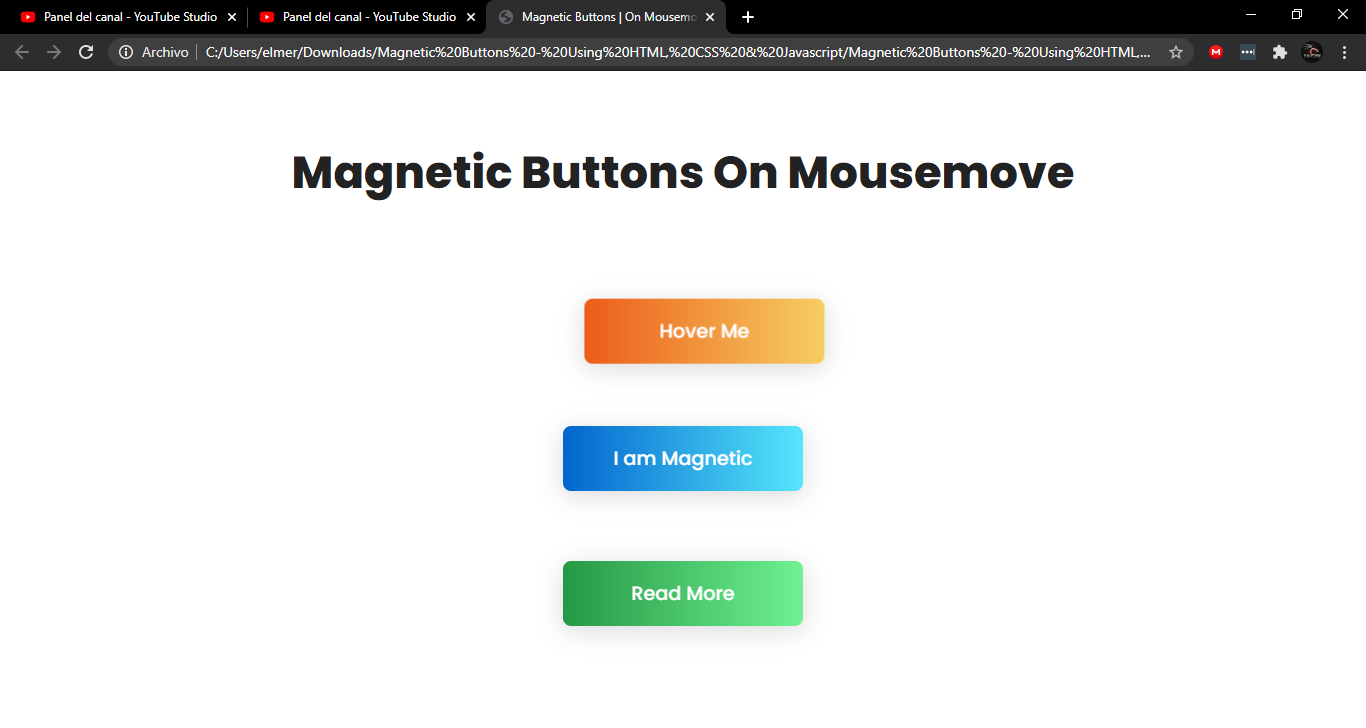 Panel del canal - YouTube Studio
Panel del canal - YouTube Studio
Magnetic Buttons | On Mousemo
Archivo
C:/Users/elmer/Downloads/Magnetic%20Buttons%20-%20Using%20HTML,%20CSS%20&%20Javascript/Magnetic%20Buttons%20-%20Using%20HTML,...
M
Magnetic Buttons On Mousemove
Hover Me
I am Magnetic
Read More